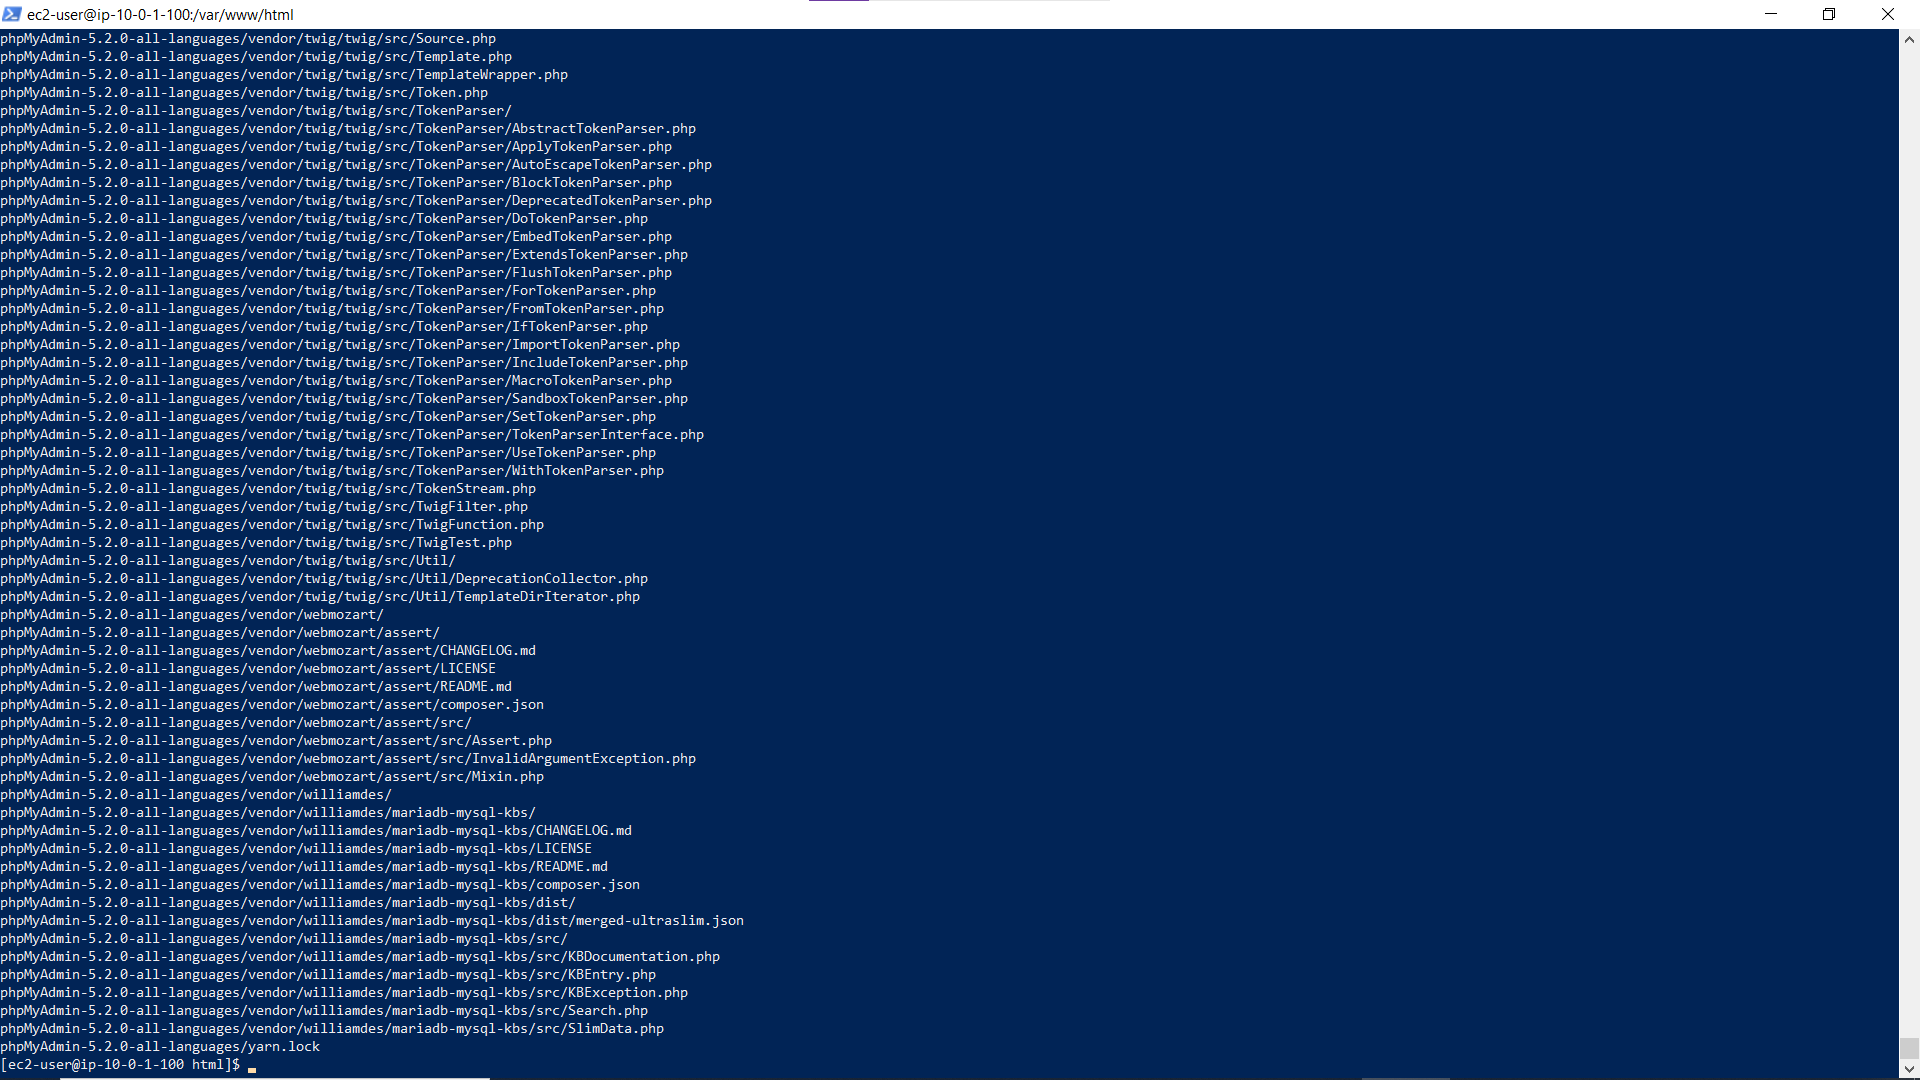 ec2-user@ip-10-0-1-100:/var/www/html
phpMyAdmin-5.2.0-all-languages/vendor/twig/twig/src/Source.php
phpMyAdmin-5.2.0-all-languages/vendor/twig/twig/src/Template.php
phpMyAdmin-5.2.0-all-languages/vendor/twig/twig/src/TemplateWrapper.php
phpMyAdmin-5.2.0-all-languages/vendor/twig/twig/src/Token.php
phpMyAdmin-5.2.0-all-languages/vendor/twig/twig/src/TokenParser/
phpMyAdmin-5.2.0-all-languages/vendor/twig/twig/src/TokenParser/AbstractTokenParser.php
phpMyAdmin-5.2.0-all-languages/vendor/twig/twig/src/TokenParser/ApplyTokenParser.php
phpMyAdmin-5.2.0-all-languages/vendor/twig/twig/src/TokenParser/AutoEscapeTokenParser.php
phpMyAdmin-5.2.0-all-languages/vendor/twig/twig/src/TokenParser/BlockTokenParser.php
phpMyAdmin-5.2.0-all-languages/vendor/twig/twig/src/TokenParser/DeprecatedTokenParser.php
phpMyAdmin-5.2.0-all-languages/vendor/twig/twig/src/TokenParser/DoTokenParser.php
phpMyAdmin-5.2.0-all-languages/vendor/twig/twig/src/TokenParser/EmbedTokenParser.php
phpMyAdmin-5.2.0-all-languages/vendor/twig/twig/src/TokenParser/ExtendsTokenParser.php
phpMyAdmin-5.2.0-all-languages/vendor/twig/twig/src/TokenParser/FlushTokenParser.php
phpMyAdmin-5.2.0-all-languages/vendor/twig/twig/src/TokenParser/ForTokenParser.php
phpMyAdmin-5.2.0-all-languages/vendor/twig/twig/src/TokenParser/FromTokenParser.php
phpMyAdmin-5.2.0-all-languages/vendor/twig/twig/src/TokenParser/IfTokenParser.php
phpMyAdmin-5.2.0-all-languages/vendor/twig/twig/src/TokenParser/ImportTokenParser.php
phpMyAdmin-5.2.0-all-languages/vendor/twig/twig/src/TokenParser/IncludeTokenParser.php
phpMyAdmin-5.2.0-all-languages/vendor/twig/twig/src/TokenParser/MacroTokenParser.php
phpMyAdmin-5.2.0-all-languages/vendor/twig/twig/src/TokenParser/SandboxTokenParser.php
phpMyAdmin-5.2.0-all-languages/vendor/twig/twig/src/TokenParser/SetTokenParser.php
phpMyAdmin-5.2.0-all-languages/vendor/twig/twig/src/TokenParser/TokenParserInterface.php
phpMyAdmin-5.2.0-all-languages/vendor/twig/twig/src/TokenParser/UseTokenParser.php
phpMyAdmin-5.2.0-all-languages/vendor/twig/twig/src/TokenParser/WithTokenParser.php
phpMyAdmin-5.2.0-all-languages/vendor/twig/twig/src/TokenStream.php
phpMyAdmin-5.2.0-all-languages/vendor/twig/twig/src/TwigFilter.php
phpMyAdmin-5.2.0-all-languages/vendor/twig/twig/src/TwigFunction.php
phpMyAdmin-5.2.0-all-languages/vendor/twig/twig/src/TwigTest.php
phpMyAdmin-5.2.0-all-languages/vendor/twig/twig/src/Util/
phpMyAdmin-5.2.0-all-languages/vendor/twig/twig/src/Util/DeprecationCollector.php
phpMyAdmin-5.2.0-all-languages/vendor/twig/twig/src/Util/TemplateDirIterator.php
phpMyAdmin-5.2.0-all-languages/vendor/webmozart/
phpMyAdmin-5.2.0-all-languages/vendor/webmozart/assert/
phpMyAdmin-5.2.0-all-languages/vendor/webmozart/assert/CHANGELOG.md
phpMyAdmin-5.2.0-all-languages/vendor/webmozart/assert/LICENSE
phpMyAdmin-5.2.0-all-languages/vendor/webmozart/assert/README.md
phpMyAdmin-5.2.0-all-languages/vendor/webmozart/assert/composer.json
phpMyAdmin-5.2.0-all-languages/vendor/webmozart/assert/src/
phpMyAdmin-5.2.0-all-languages/vendor/webmozart/assert/src/Assert.php
phpMyAdmin-5.2.0-all-languages/vendor/webmozart/assert/src/InvalidArgumentException.php
phpMyAdmin-5.2.0-all-languages/vendor/webmozart/assert/src/Mixin.php
phpMyAdmin-5.2.0-all-languages/vendor/williamdes/
phpMyAdmin-5.2.0-all-languages/vendor/williamdes/mariadb-mysql-kbs/
phpMyAdmin-5.2.0-all-languages/vendor/williamdes/mariadb-mysql-kbs/CHANGELOG.md
phpMyAdmin-5.2.0-all-languages/vendor/williamdes/mariadb-mysql-kbs/LICENSE
phpMyAdmin-5.2.0-all-languages/vendor/williamdes/mariadb-mysql-kbs/README.md
phpMyAdmin-5.2.0-all-languages/vendor/williamdes/mariadb-mysql-kbs/composer.json
phpMyAdmin-5.2.0-all-languages/vendor/williamdes/mariadb-mysql-kbs/dist/
phpMyAdmin-5.2.0-all-languages/vendor/williamdes/mariadb-mysql-kbs/dist/merged-ultraslim.json
phpMyAdmin-5.2.0-all-languages/vendor/williamdes/mariadb-mysql-kbs/src/
phpMyAdmin-5.2.0-all-languages/vendor/williamdes/mariadb-mysql-kbs/src/KBDocumentation.php
phpMyAdmin-5.2.0-all-languages/vendor/williamdes/mariadb-mysql-kbs/src/KBEntry.php
phpMyAdmin-5.2.0-all-languages/vendor/williamdes/mariadb-mysql-kbs/src/KBException.php
phpMyAdmin-5.2.0-all-languages/vendor/williamdes/mariadb-mysql-kbs/src/Search.php
phpMyAdmin-5.2.0-all-languages/vendor/williamdes/mariadb-mysql-kbs/src/SlimData.php
phpMyAdmin-5.2.0-all-languages/yarn.lock
[ec2-user@ip-10-0-1-100 html]$